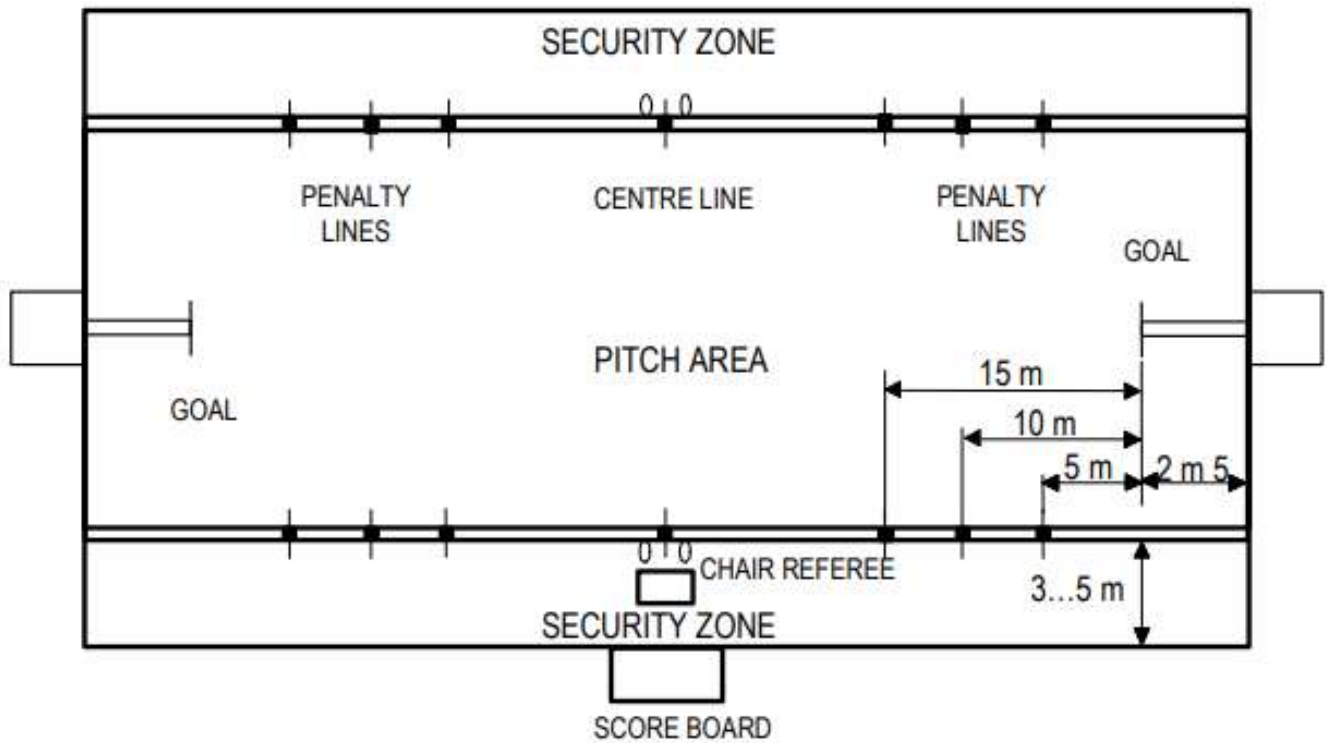 SECURITY ZONE
0 0
PENALTY
LINES
CENTRE LINE
PENALTY
LINES
GOAL
PITCH AREA
15 m
GOAL
10 m
5 m
2 m 5
0 0
CHAIR REFEREE
3...5 m
SECURITY ZONE
SCORE BOARD